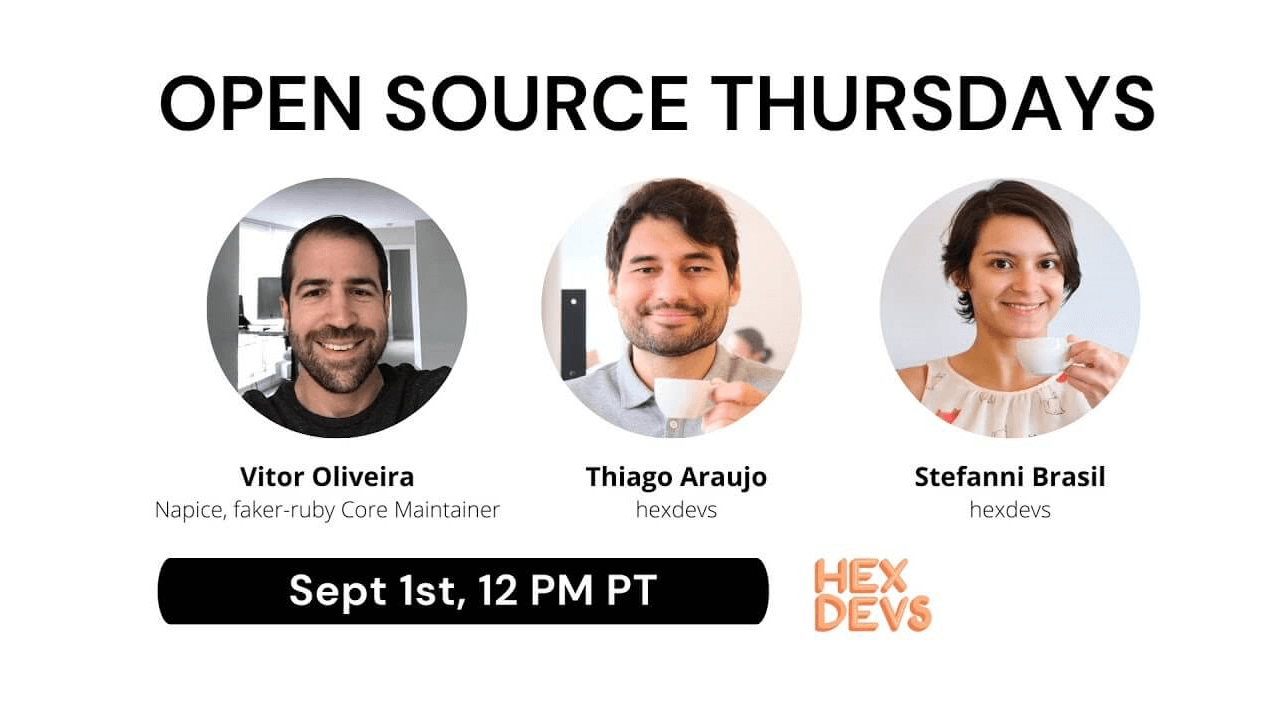 OPEN SOURCE THURSDAYS
Vitor Oliveira
Napice, faker-ruby Core Maintainer
Thiago Araujo
hexdevs
Stefanni Brasil
hexdevs
Sept 1st, 12 PM PT
HEX
DEVS